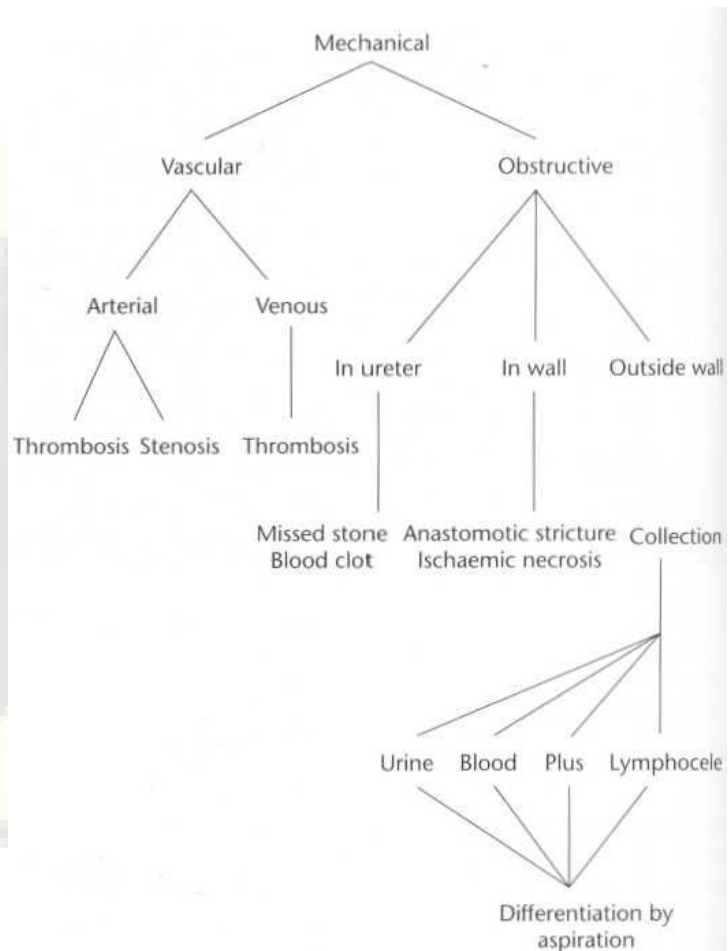 Mechanical
Vascular
Obstructive
Arterial
Venous
In ureter
In wall
Outside wall
Thrombosis
Stenosis
Thrombosis
Missed stone
Blood clot
Anastomotic stricture
Ischaemic necrosis
Collection
Urine
Blood
Plus
Lymphocele
Differentiation by
aspiration